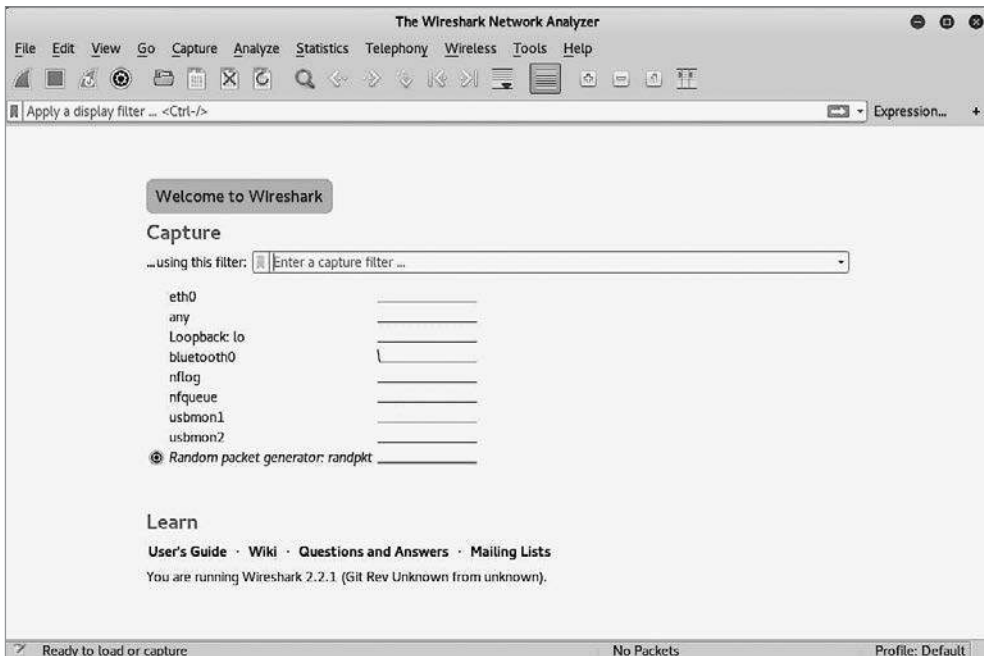 The Wireshark Network Analyzer
File Edit View Go Capture Analyze Statistics Telephony Wireless Tools Help
Apply a display filter ... <Ctrl-/>
Expression... +
Welcome to Wireshark
Capture
...using this filter: Enter a capture filter ...
eth0
any
Loopback: lo
bluetooth0
nflog
nfqueue
usbmon1
usbmon2
Random packet generator: randpkt
Learn
User's Guide · Wiki · Questions and Answers · Mailing Lists
You are running Wireshark 2.2.1 (Git Rev Unknown from unknown).
Ready to load or capture No Packets Profile: Default